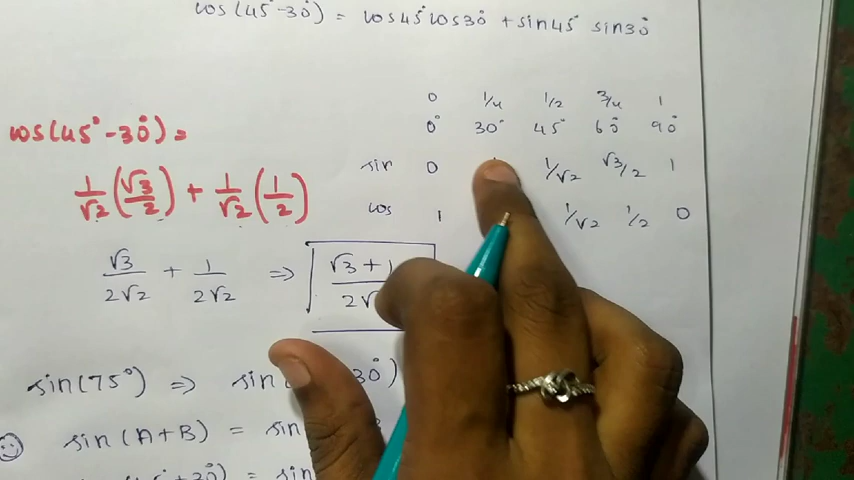 cos(45°-30°) = cos45°cos30° + sin45° sin30°
0 1/4 1/2 3/4 1
0° 30° 45° 60° 90°
cos(45°-30°) =
sin 0 1/√2 √3/2 1
1/√2 (√3/2) + 1/√2 (1/2)
cos 1 1/√2 1/2 0
√3/2√2 + 1/2√2 ⇒ √3 + 1
sin(75°) ⇒ sin 30°)
sin(A+B) = sin